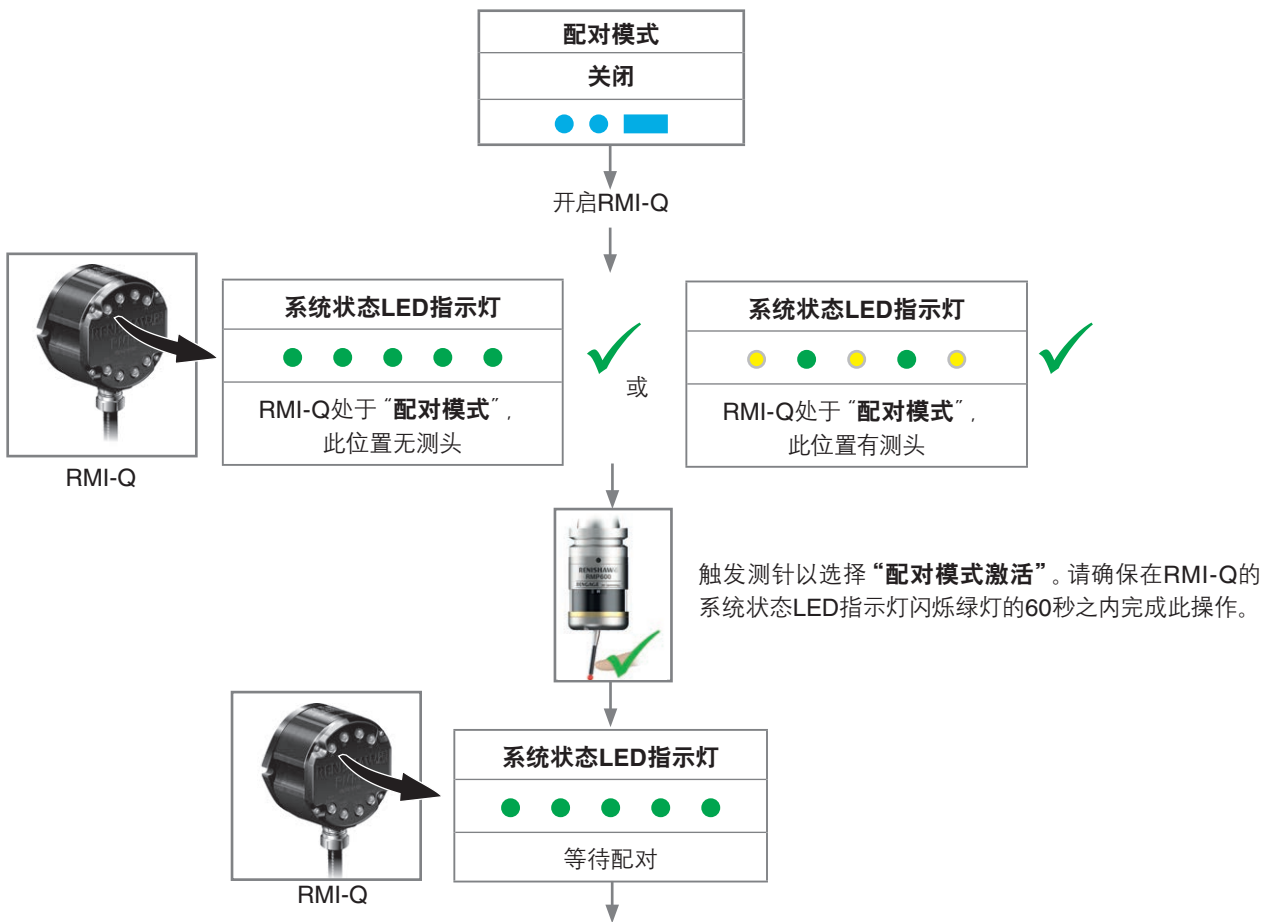 配对模式
关闭
开启RMI-Q
系统状态LED指示灯
RMI-Q处于“配对模式”,
此位置无测头
或
系统状态LED指示灯
RMI-Q处于“配对模式”,
此位置有测头
RMI-Q
RENISHAW
RMP600
触发测针以选择“配对模式激活”。请确保在RMI-Q的
系统状态LED指示灯闪烁绿灯的60秒之内完成此操作。
系统状态LED指示灯
等待配对
RMI-Q